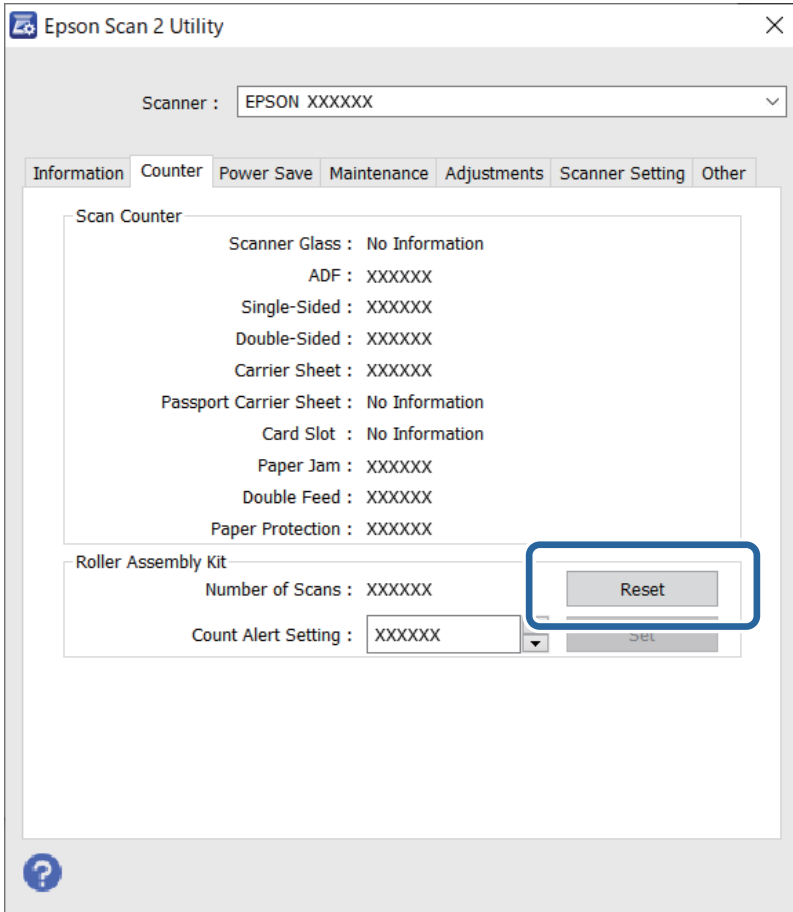 Epson Scan 2 Utility
Scanner : EPSON XXXXXX
Information Counter Power Save Maintenance Adjustments Scanner Setting Other
Scan Counter
Scanner Glass : No Information
ADF : XXXXXX
Single-Sided : XXXXXX
Double-Sided : XXXXXX
Carrier Sheet : XXXXXX
Passport Carrier Sheet : No Information
Card Slot : No Information
Paper Jam : XXXXXX
Double Feed : XXXXXX
Paper Protection : XXXXXX
Roller Assembly Kit
Number of Scans : XXXXXX Reset
Count Alert Setting : XXXXXX Set
?